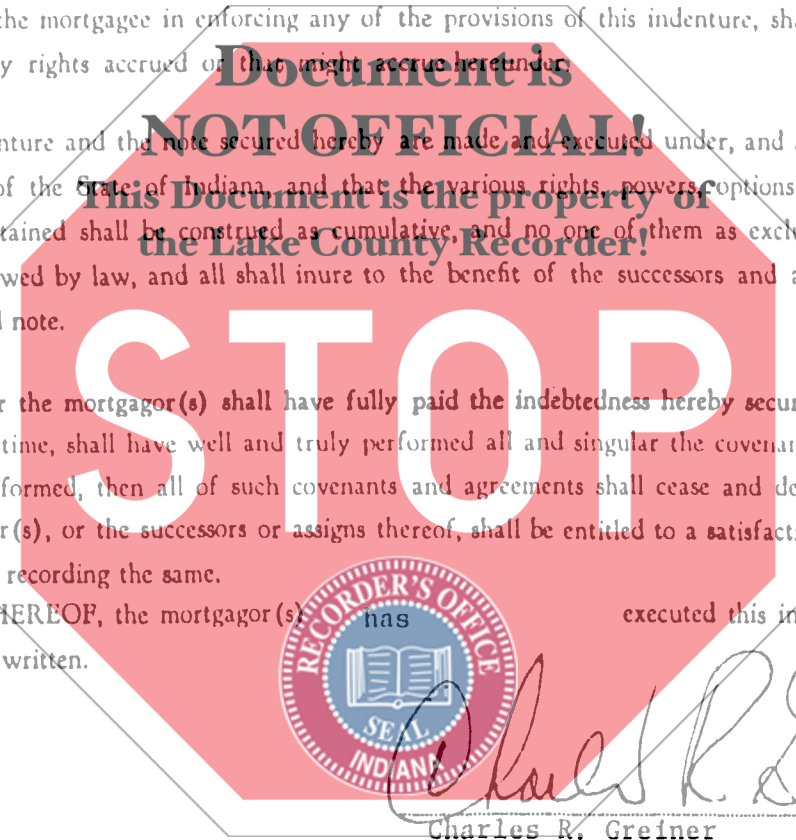 the mortgagee in enforcing any of the provisions of this indenture, sha
y rights accrued or that might accrue hereunder.
Document is
NOT OFFICIAL!
This Document is the property of
the Lake County Recorder!
nture and the note secured hereby are made and executed under, and
of the State of Indiana, and that the various rights, powers, options
tained shall be construed as cumulative, and no one of them as excl
wed by law, and all shall inure to the benefit of the successors and a
note.
STOP
r the mortgagor(s) shall have fully paid the indebtedness hereby secur
time, shall have well and truly performed all and singular the covenan
formed, then all of such covenants and agreements shall cease and de
r(s), or the successors or assigns thereof, shall be entitled to a satisfact
recording the same.
HEREOF, the mortgagor(s) has executed this in
written.
RECORDER'S OFFICE
SEAL
INDIANA
Charles R. Greiner